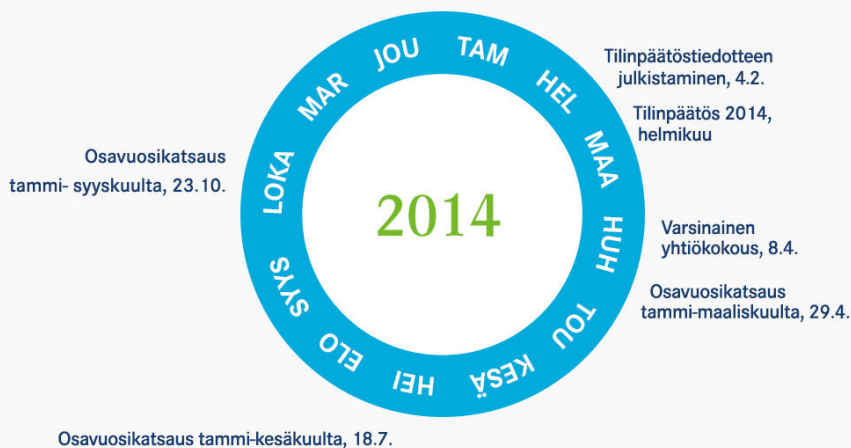 JOU
TAM
HEL
MAA
HUH
TOU
KESÄ
HEI
ELO
SYYS
LOKA
MAR
2014
Tilinpäätöstiedotteen
julkistaminen, 4.2.
Tilinpäätös 2014,
helmikuu
Varsinainen
yhtiökokous, 8.4.
Osavuosikatsaus
tammi-maaliskuulta, 29.4.
Osavuosikatsaus tammi-kesäkuulta, 18.7.
Osavuosikatsaus
tammi- syyskuulta, 23.10.